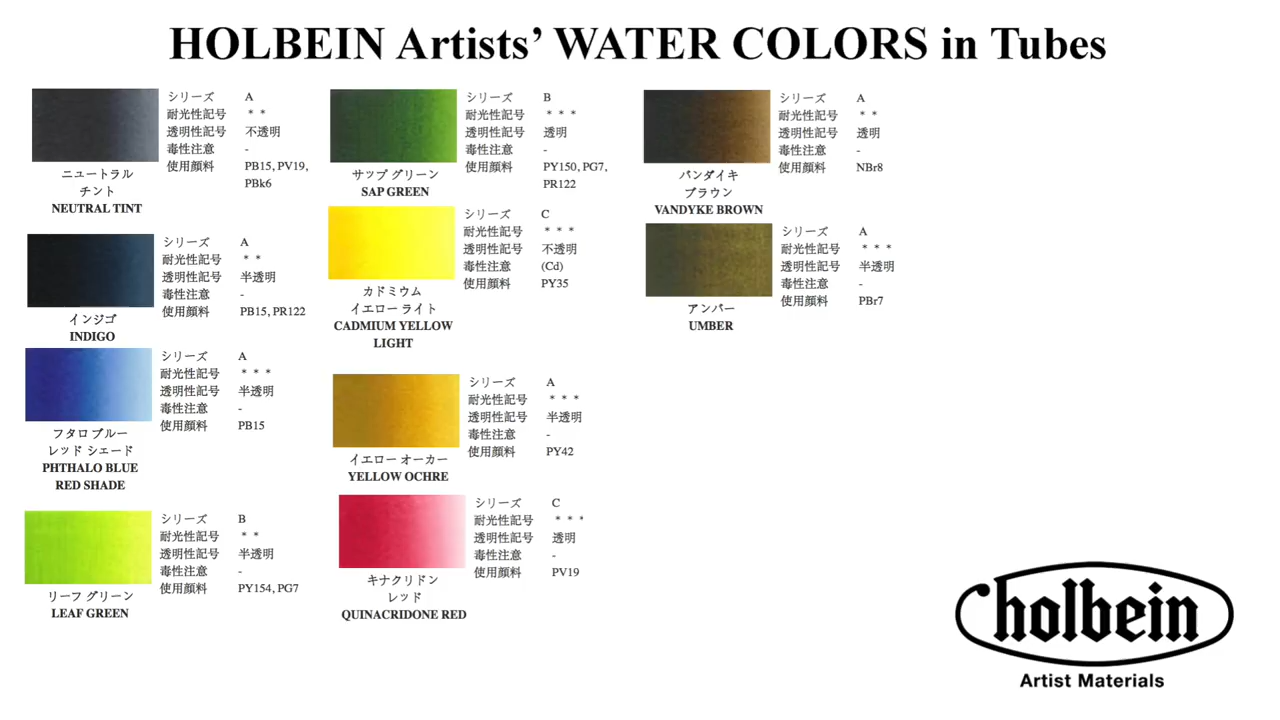 HOLBEIN Artists’ WATER COLORS in Tubes
シリーズ A
耐光性記号 * *
透明性記号 不透明
毒性注意 -
使用顔料 PB15, PV19,
PBk6
ニュートラル
チント
NEUTRAL TINT
シリーズ A
耐光性記号 * *
透明性記号 半透明
毒性注意 -
使用顔料 PB15, PR122
インジゴ
INDIGO
シリーズ A
耐光性記号 * * *
透明性記号 半透明
毒性注意 -
使用顔料 PB15
フタロ ブルー
レッド シェード
PHTHALO BLUE
RED SHADE
シリーズ B
耐光性記号 * *
透明性記号 半透明
毒性注意 -
使用顔料 PY154, PG7
リーフ グリーン
LEAF GREEN
シリーズ B
耐光性記号 * * *
透明性記号 透明
毒性注意 -
使用顔料 PY150, PG7,
PR122
サップ グリーン
SAP GREEN
シリーズ C
耐光性記号 * * *
透明性記号 不透明
毒性注意 (Cd)
使用顔料 PY35
カドミウム
イエロー ライト
CADMIUM YELLOW
LIGHT
シリーズ A
耐光性記号 * * *
透明性記号 半透明
毒性注意 -
使用顔料 PY42
イエロー オーカー
YELLOW OCHRE
シリーズ C
耐光性記号 * * *
透明性記号 透明
毒性注意 -
使用顔料 PV19
キナクリドン
レッド
QUINACRIDONE RED
シリーズ A
耐光性記号 * *
透明性記号 透明
毒性注意 -
使用顔料 NBr8
バンダイキ
ブラウン
VANDYKE BROWN
シリーズ A
耐光性記号 * * *
透明性記号 半透明
毒性注意 -
使用顔料 PBr7
アンバー
UMBER
holbein
Artist Materials